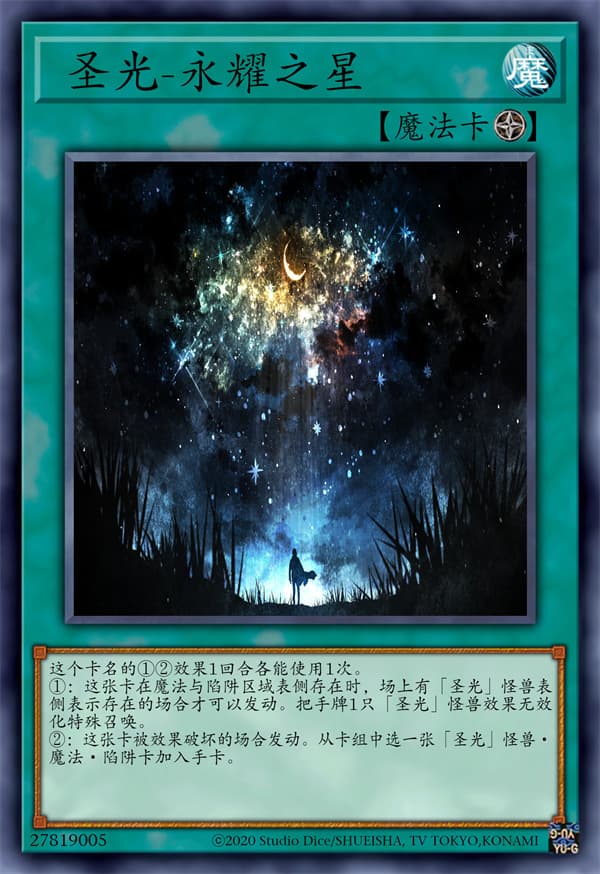 圣光-永耀之星
魔
【魔法卡】
这个卡名的①②效果1回合各能使用1次。
①：这张卡在魔法与陷阱区域表侧存在时，场上有「圣光」怪兽表
侧表示存在的场合才可以发动。把手牌1只「圣光」怪兽效果无效
化特殊召唤。
②：这张卡被效果破坏的场合发动。从卡组中选一张「圣光」怪兽·
魔法·陷阱卡加入手卡。
27819005
©2020 Studio Dice/SHUEISHA, TV TOKYO,KONAMI
YU-G